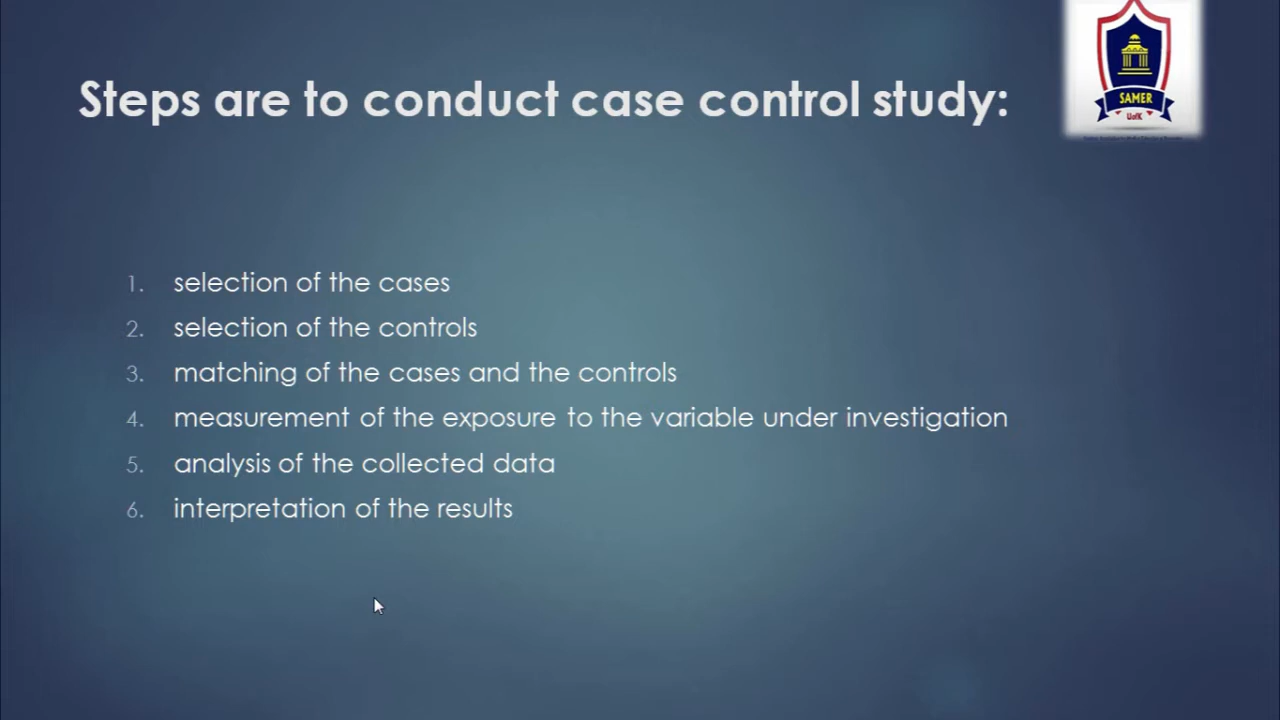 Steps are to conduct case control study:
SAMER
UofK
1. selection of the cases
2. selection of the controls
3. matching of the cases and the controls
4. measurement of the exposure to the variable under investigation
5. analysis of the collected data
6. interpretation of the results